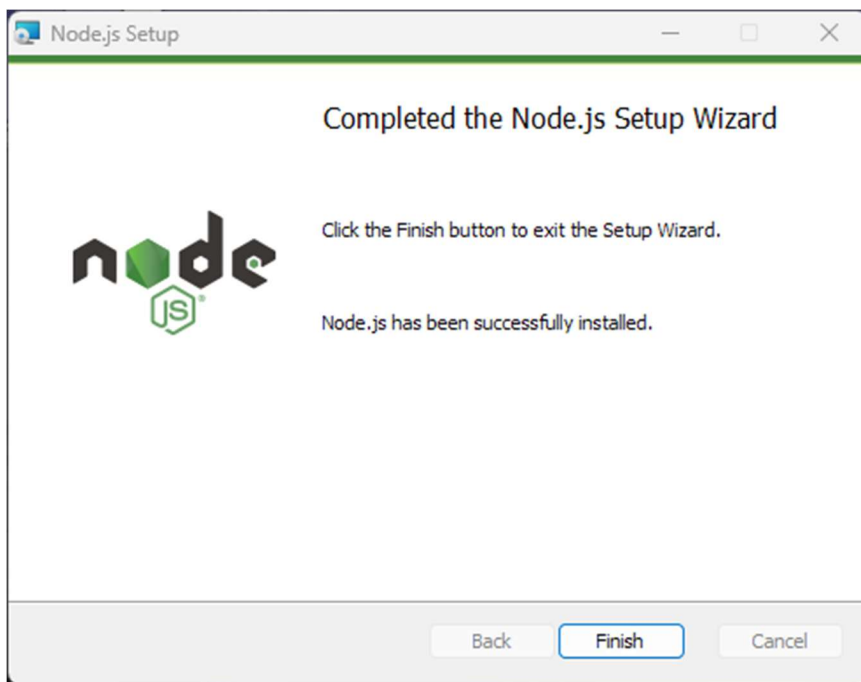 Node.js Setup
Completed the Node.js Setup Wizard
Click the Finish button to exit the Setup Wizard.
node
JS®
Node.js has been successfully installed.
Back
Finish
Cancel